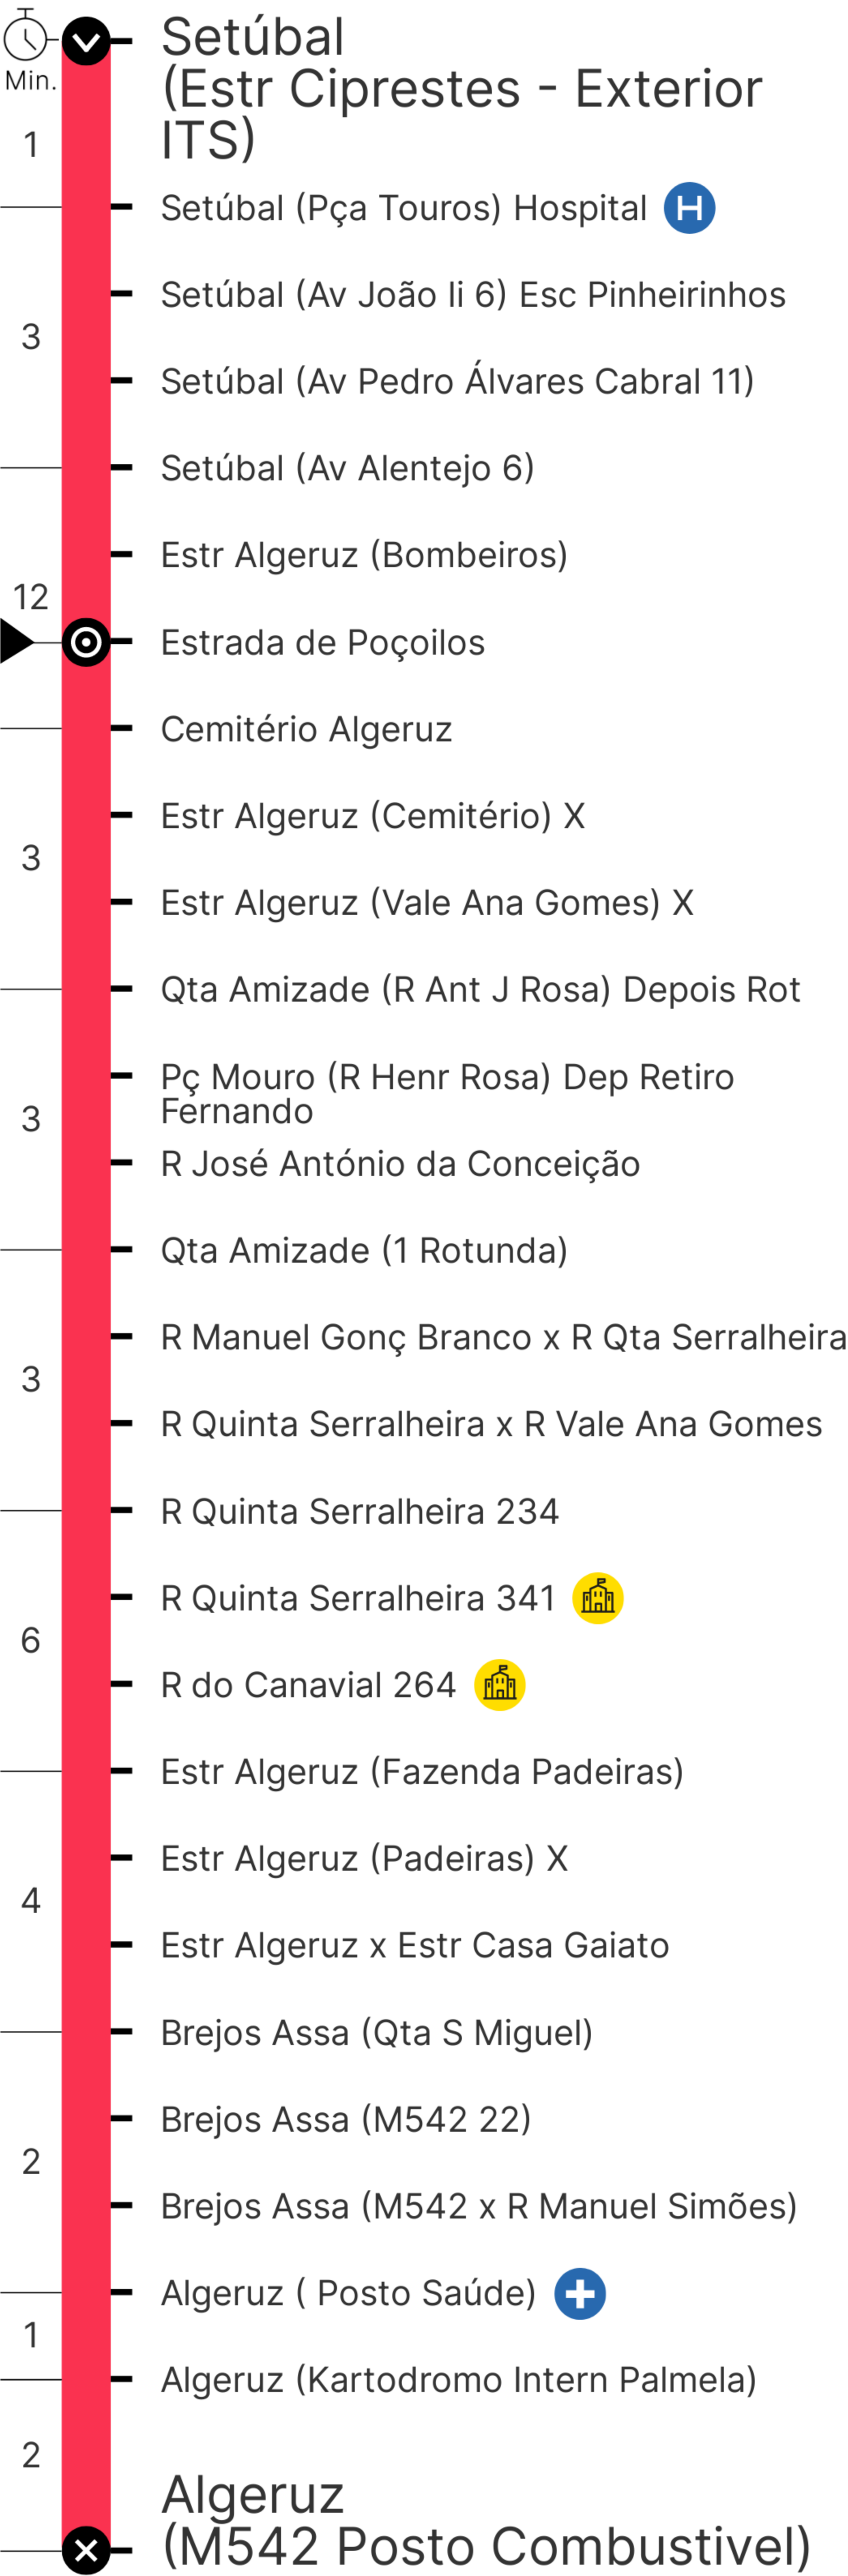 Setúbal
(Estr Ciprestes - Exterior
ITS)
Min.
1
Setúbal (Pça Touros) Hospital H
Setúbal (Av João Ii 6) Esc Pinheirinhos
3
Setúbal (Av Pedro Álvares Cabral 11)
Setúbal (Av Alentejo 6)
Estr Algeruz (Bombeiros)
12
Estrada de Poçoilos
Cemitério Algeruz
Estr Algeruz (Cemitério) X
3
Estr Algeruz (Vale Ana Gomes) X
Qta Amizade (R Ant J Rosa) Depois Rot
Pç Mouro (R Henr Rosa) Dep Retiro
Fernando
3
R José António da Conceição
Qta Amizade (1 Rotunda)
R Manuel Gonç Branco x R Qta Serralheira
3
R Quinta Serralheira x R Vale Ana Gomes
R Quinta Serralheira 234
R Quinta Serralheira 341
6
R do Canavial 264
Estr Algeruz (Fazenda Padeiras)
Estr Algeruz (Padeiras) X
4
Estr Algeruz x Estr Casa Gaiato
Brejos Assa (Qta S Miguel)
Brejos Assa (M542 22)
2
Brejos Assa (M542 x R Manuel Simões)
Algeruz ( Posto Saúde)
1
Algeruz (Kartodromo Intern Palmela)
2
Algeruz
(M542 Posto Combustivel)